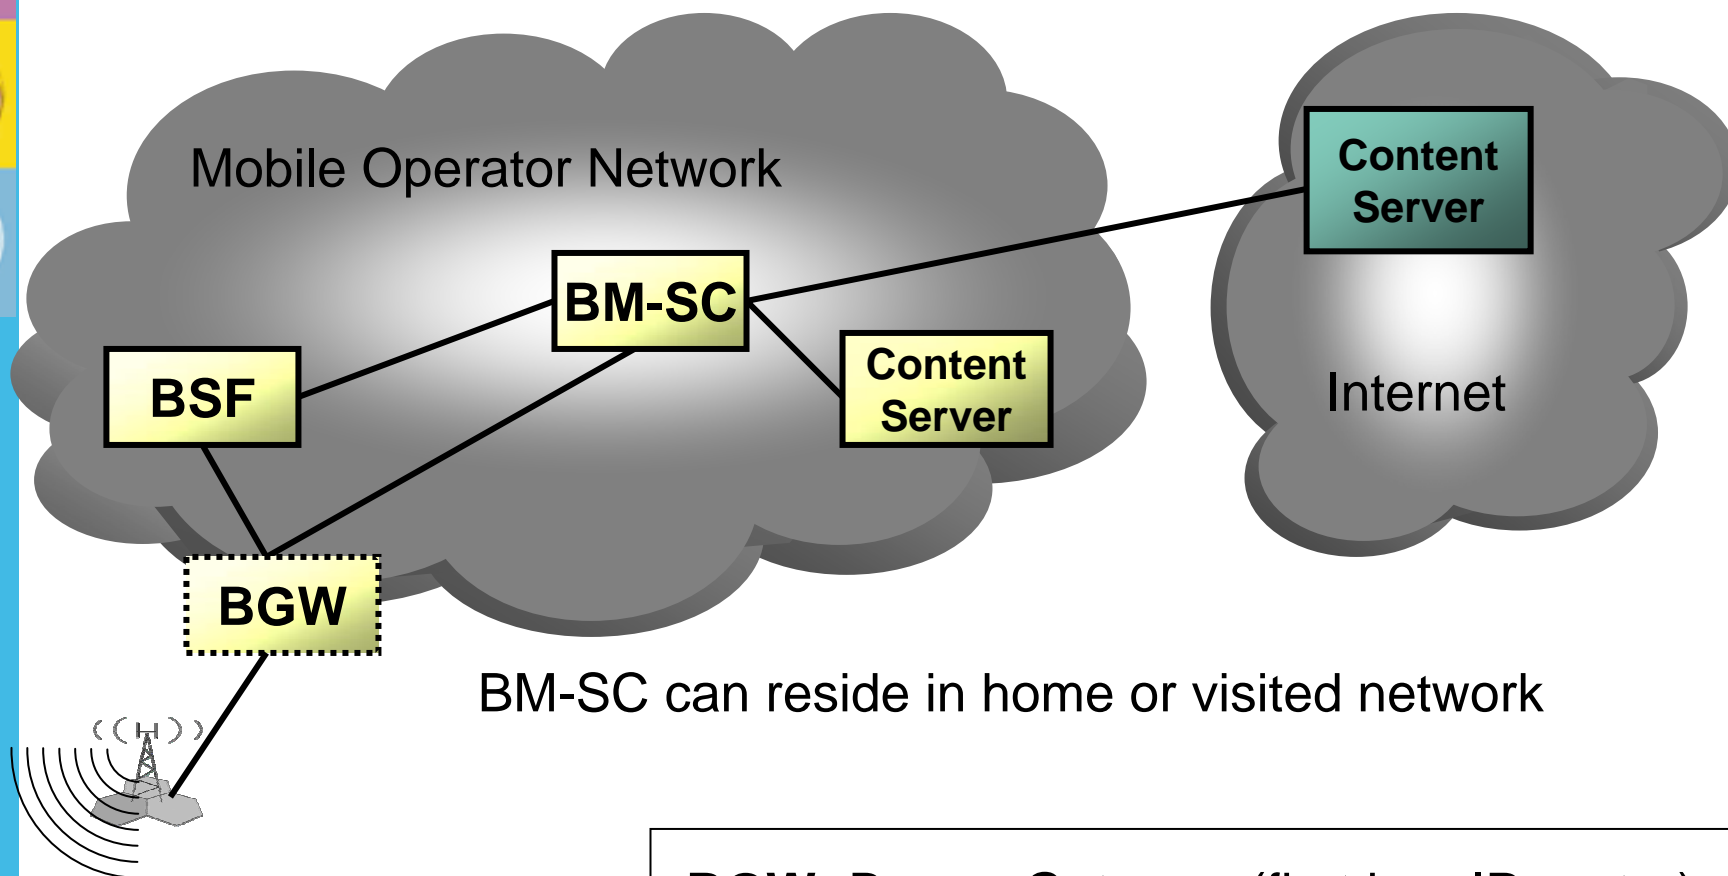 Mobile Operator Network
Content
Server
BM-SC
Content
Server
BSF
Internet
BGW
BM-SC can reside in home or visited network